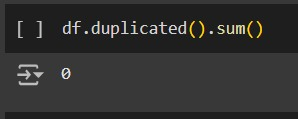 [ ] df.duplicated().sum()
0